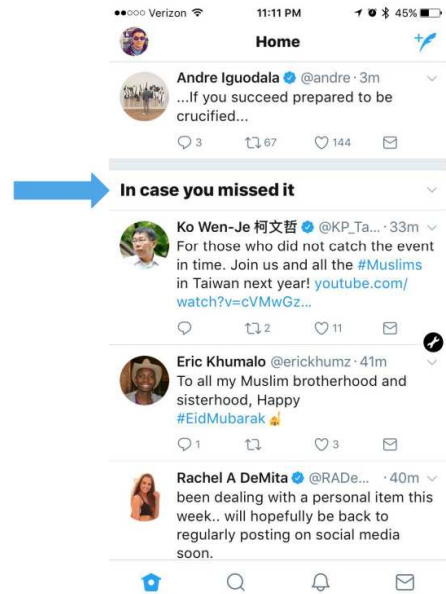 Verizon 11:11 PM 45%
Home
Andre Iguodala @andre · 3m
...If you succeed prepared to be
crucified...
3 67 144
In case you missed it
Ko Wen-Je 柯文哲 @KP_Ta... · 33m
For those who did not catch the event
in time. Join us and all the #Muslims
in Taiwan next year! youtube.com/
watch?v=cVMwGz...
2 11
Eric Khumalo @erickhumz · 41m
To all my Muslim brotherhood and
sisterhood, Happy
#EidMubarak
1 3
Rachel A DeMita @RADe... · 40m
been dealing with a personal item this
week.. will hopefully be back to
regularly posting on social media
soon.